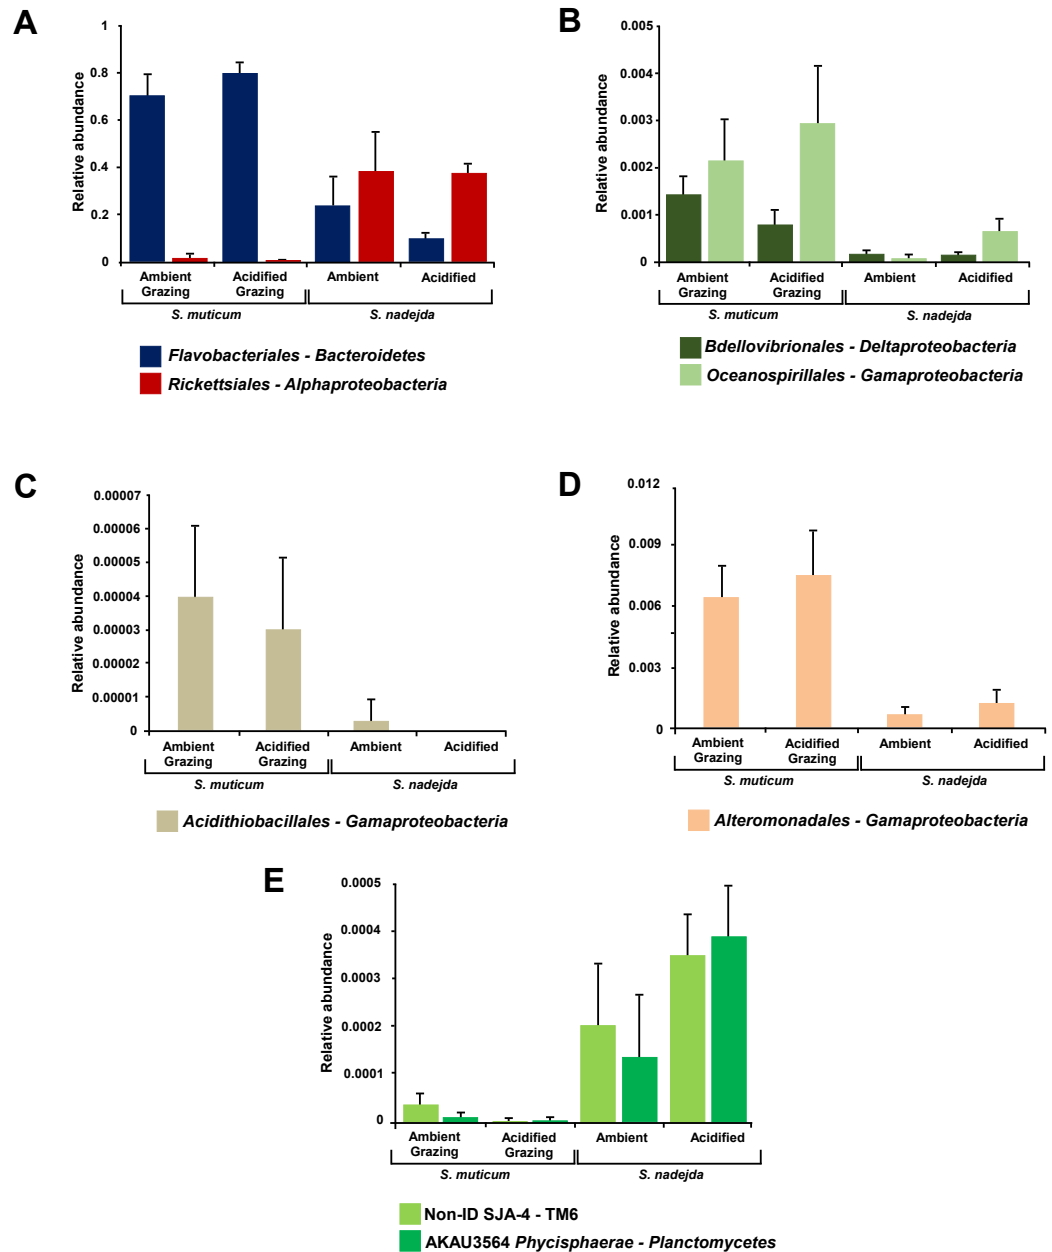 A
Relative abundance
1
0.8
0.6
0.4
0.2
0
Ambient Grazing
Acidified Grazing
Ambient
Acidified
S. muticum
S. nadejda
Flavobacteriales - Bacteroidetes
Rickettsiales - Alphaproteobacteria
B
Relative abundance
0.005
0.004
0.003
0.002
0.001
0
Ambient Grazing
Acidified Grazing
Ambient
Acidified
S. muticum
S. nadejda
Bdellovibrionales - Deltaproteobacteria
Oceanospirillales - Gamaproteobacteria
C
Relative abundance
0.00007
0.00006
0.00005
0.00004
0.00003
0.00002
0.00001
0
Ambient Grazing
Acidified Grazing
Ambient
Acidified
S. muticum
S. nadejda
Acidithiobacillales - Gamaproteobacteria
D
Relative abundance
0.012
0.009
0.006
0.003
0
Ambient Grazing
Acidified Grazing
Ambient
Acidified
S. muticum
S. nadejda
Alteromonadales - Gamaproteobacteria
E
Relative abundance
0.0005
0.0004
0.0003
0.0002
0.0001
0
Ambient Grazing
Acidified Grazing
Ambient
Acidified
S. muticum
S. nadejda
Non-ID SJA-4 - TM6
AKAU3564 Phycisphaerae - Planctomycetes